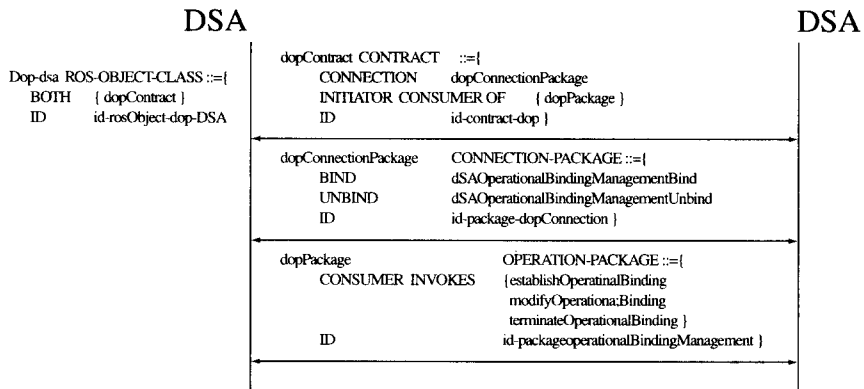 DSA
DSA
Dop-dsa ROS-OBJECT-CLASS ::={
BOTH { dopContract }
ID id-rosObject-dop-DSA
dopContract CONTRACT ::={
CONNECTION dopConnectionPackage
INITIATOR CONSUMER OF { dopPackage }
ID id-contract-dop }
dopConnectionPackage CONNECTION-PACKAGE ::={
BIND dSAOperationalBindingManagementBind
UNBIND dSAOperationalBindingManagementUnbind
ID id-package-dopConnection }
dopPackage OPERATION-PACKAGE ::={
CONSUMER INVOKES {establishOperatinalBinding
modifyOperationa;Binding
terminateOperationalBinding }
ID id-packageoperationalBindingManagement }